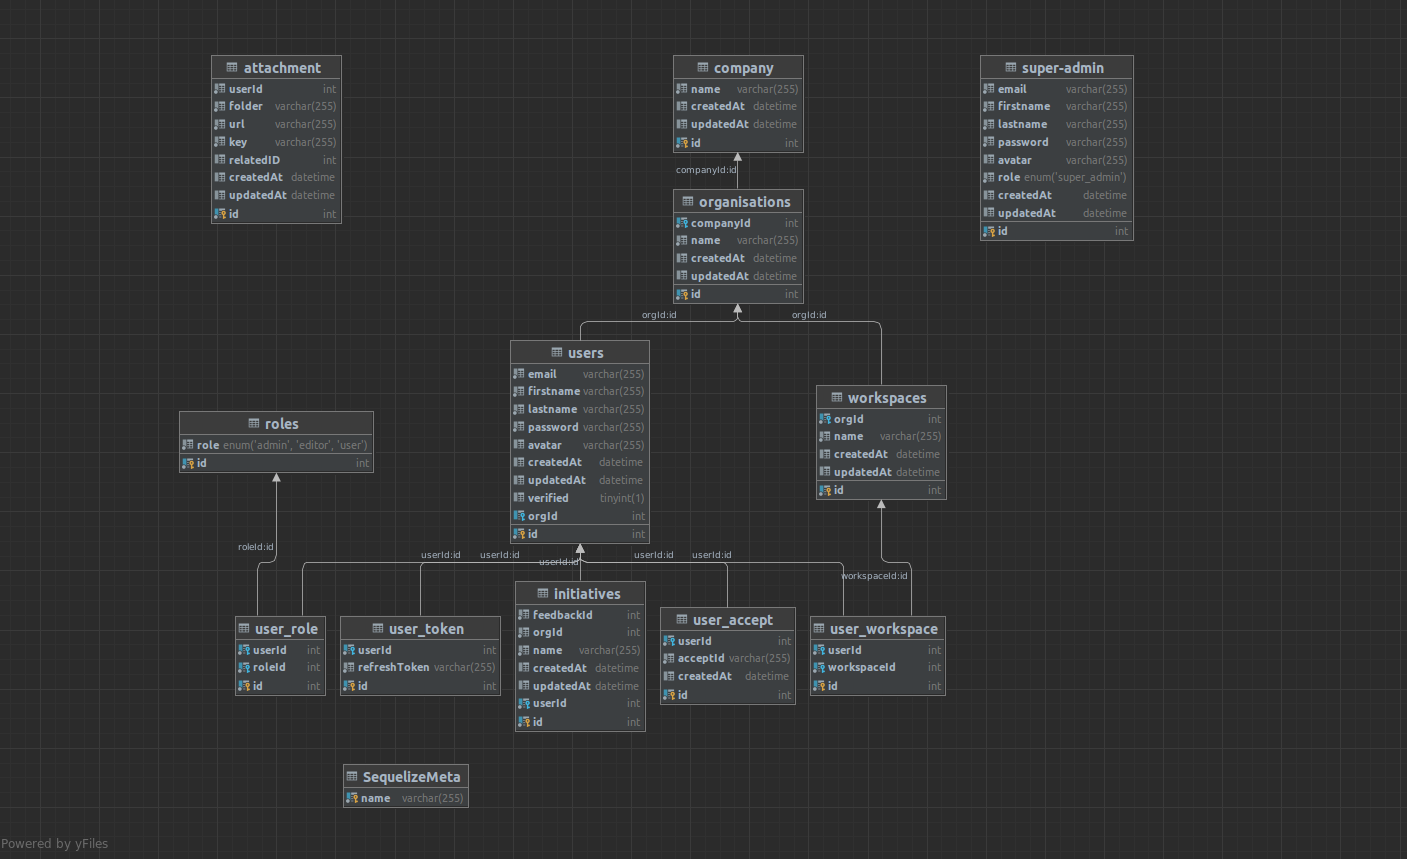 attachment
userId int
folder varchar(255)
url varchar(255)
key varchar(255)
relatedID int
createdAt datetime
updatedAt datetime
id int
company
name varchar(255)
createdAt datetime
updatedAt datetime
id int
super-admin
email varchar(255)
firstname varchar(255)
lastname varchar(255)
password varchar(255)
avatar varchar(255)
role enum('super_admin')
createdAt datetime
updatedAt datetime
id int
companyId:id
organisations
companyId int
name varchar(255)
createdAt datetime
updatedAt datetime
id int
orgId:id
orgId:id
users
email varchar(255)
firstname varchar(255)
lastname varchar(255)
password varchar(255)
avatar varchar(255)
createdAt datetime
updatedAt datetime
verified tinyint(1)
orgId int
id int
workspaces
orgId int
name varchar(255)
createdAt datetime
updatedAt datetime
id int
roles
role enum('admin', 'editor', 'user')
id int
roleId:id
userId:id
userId:id
userId:id
userId:id
userId:id
workspaceId:id
user_role
userId int
roleId int
id int
user_token
userId int
refreshToken varchar(255)
id int
initiatives
feedbackId int
orgId int
name varchar(255)
createdAt datetime
updatedAt datetime
userId int
id int
user_accept
userId int
acceptId varchar(255)
createdAt datetime
id int
user_workspace
userId int
workspaceId int
id int
SequelizeMeta
name varchar(255)
Powered by yFiles